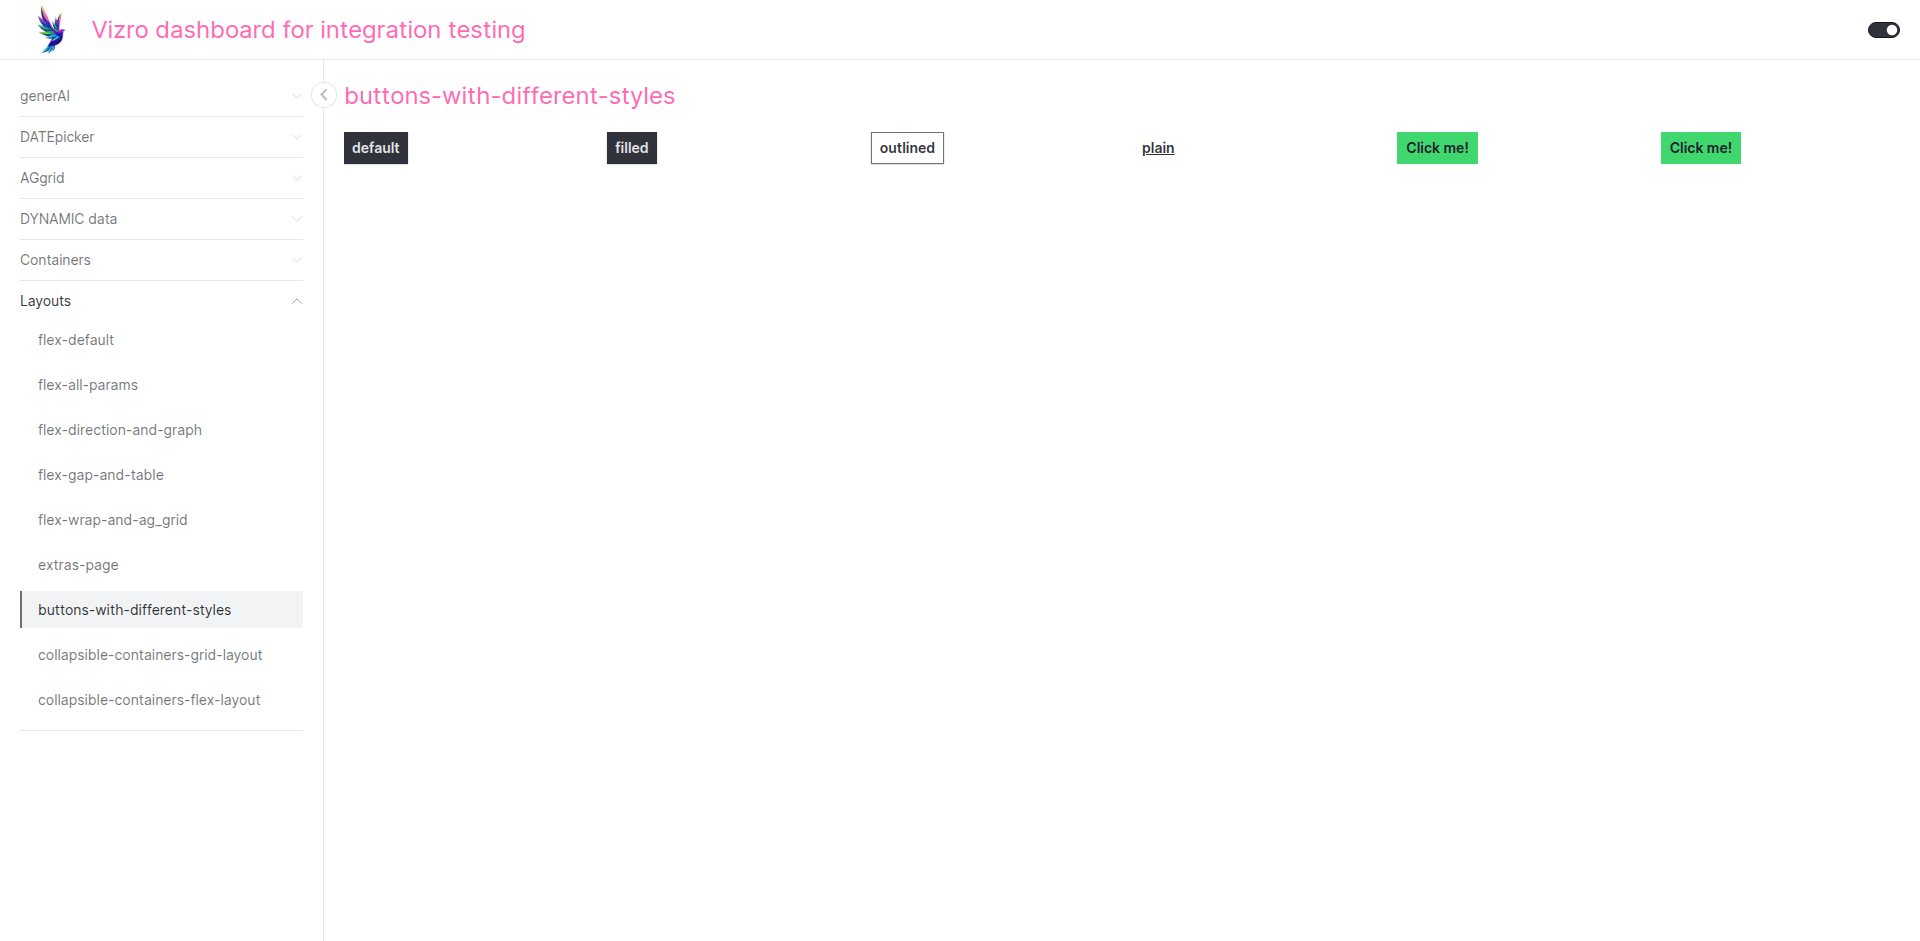 Vizro dashboard for integration testing
generAI
DATEpicker
AGgrid
DYNAMIC data
Containers
Layouts
flex-default
flex-all-params
flex-direction-and-graph
flex-gap-and-table
flex-wrap-and-ag_grid
extras-page
buttons-with-different-styles
collapsible-containers-grid-layout
collapsible-containers-flex-layout
buttons-with-different-styles
default filled outlined plain Click me! Click me!